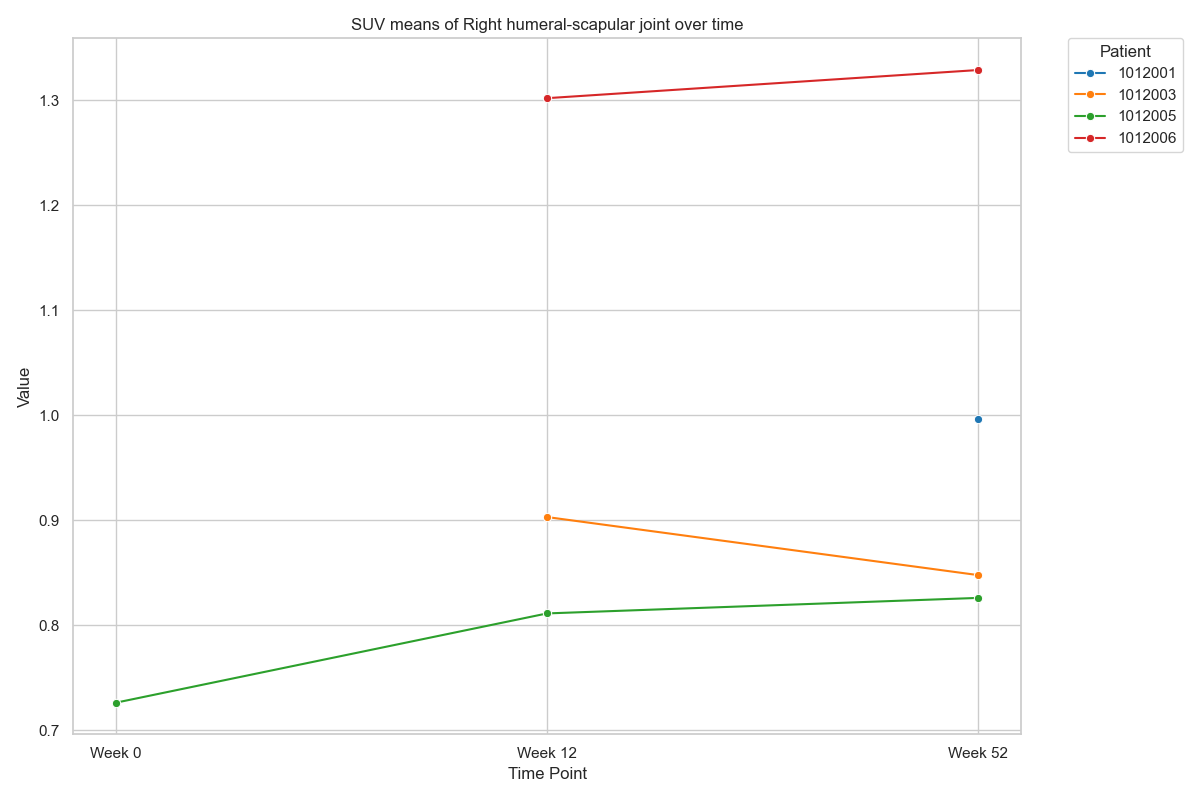 SUV means of Right humeral-scapular joint over time
Patient
1012001
1012003
1012005
1012006
Value
1.3
1.2
1.1
1.0
0.9
0.8
0.7
Week 0
Week 12
Week 52
Time Point